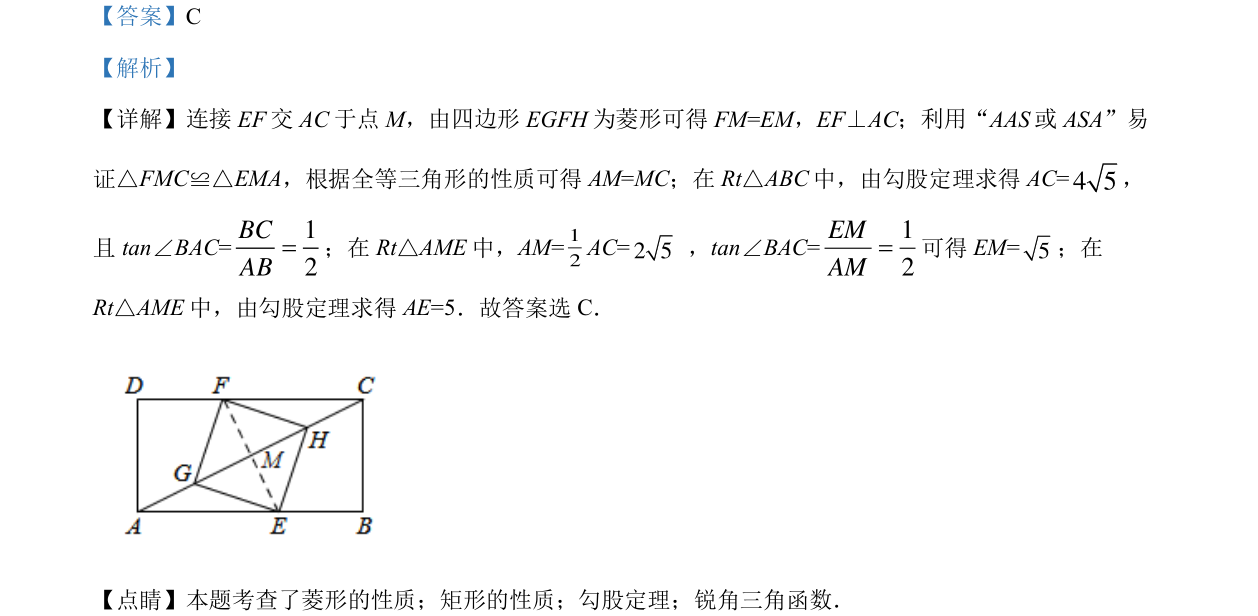 【答案】C
【解析】
【详解】连接 EF 交 AC 于点 M，由四边形 EGFH 为菱形可得 FM=EM，EF⊥AC；利用“AAS 或 ASA”易
证△FMC≌△EMA，根据全等三角形的性质可得 AM=MC；在 Rt△ABC 中，由勾股定理求得 AC=4√5，
且 tan∠BAC=BC/AB=1/2；在 Rt△AME 中，AM=1/2 AC=2√5 ，tan∠BAC=EM/AM=1/2 可得 EM=√5；在
Rt△AME 中，由勾股定理求得 AE=5．故答案选 C．
D F C
H
M
G
A E B
【点睛】本题考查了菱形的性质；矩形的性质；勾股定理；锐角三角函数．